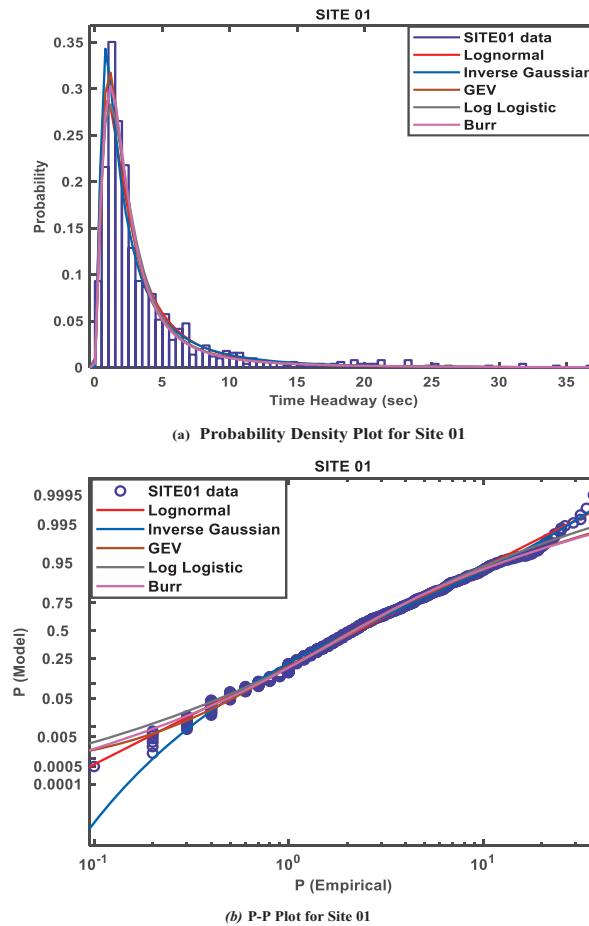 SITE 01
0.35
0.3
0.25
0.2
0.15
0.1
0.05
0
Probability
SITE01 data
Lognormal
Inverse Gaussian
GEV
Log Logistic
Burr
0 5 10 15 20 25 30 35
Time Headway (sec)
(a) Probability Density Plot for Site 01
SITE 01
0.9995
0.995
0.95
0.75
0.5
0.25
0.05
0.005
0.0005
0.0001
P (Model)
SITE01 data
Lognormal
Inverse Gaussian
GEV
Log Logistic
Burr
10-1 100 101
P (Empirical)
(b) P-P Plot for Site 01